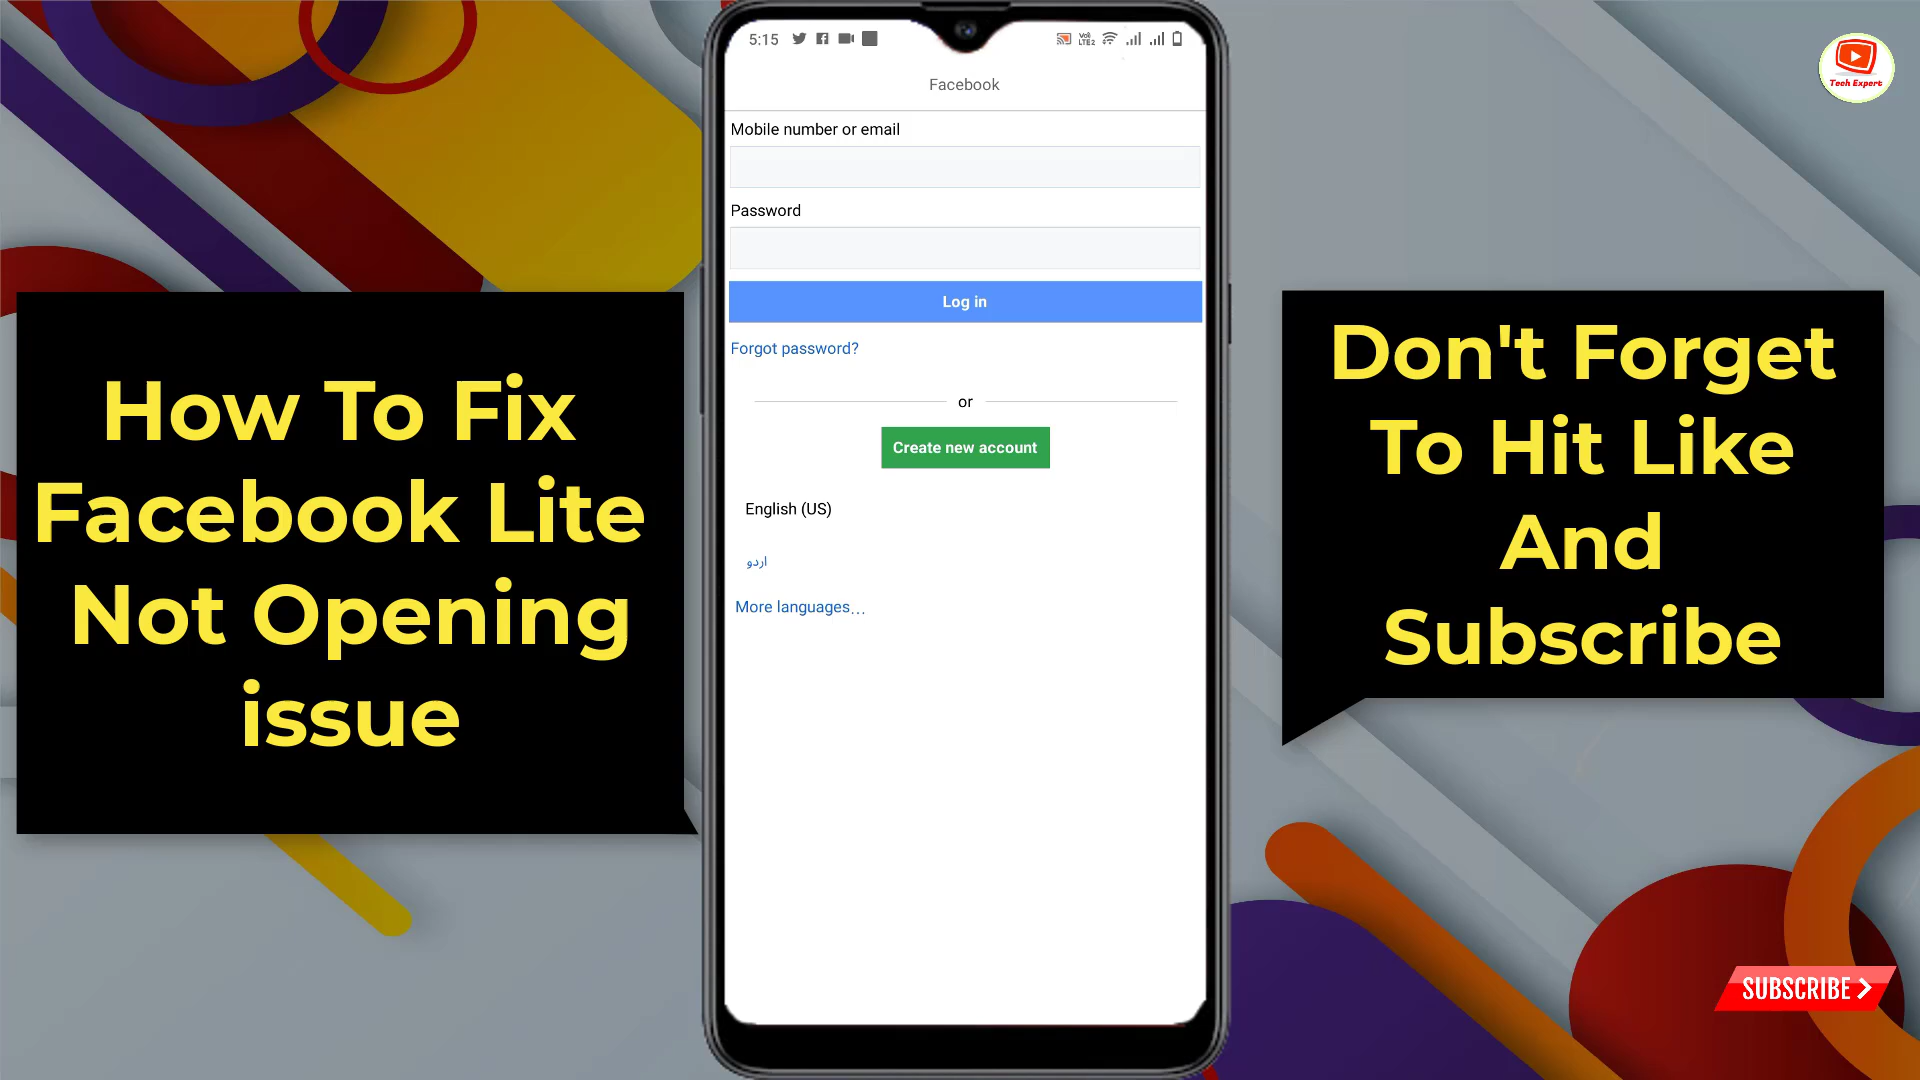 How To Fix
Facebook Lite
Not Opening
issue
5:15
Facebook
Mobile number or email
Password
Log in
Forgot password?
or
Create new account
English (US)
اردو
More languages...
Don't Forget
To Hit Like
And
Subscribe
Tech Expert
SUBSCRIBE